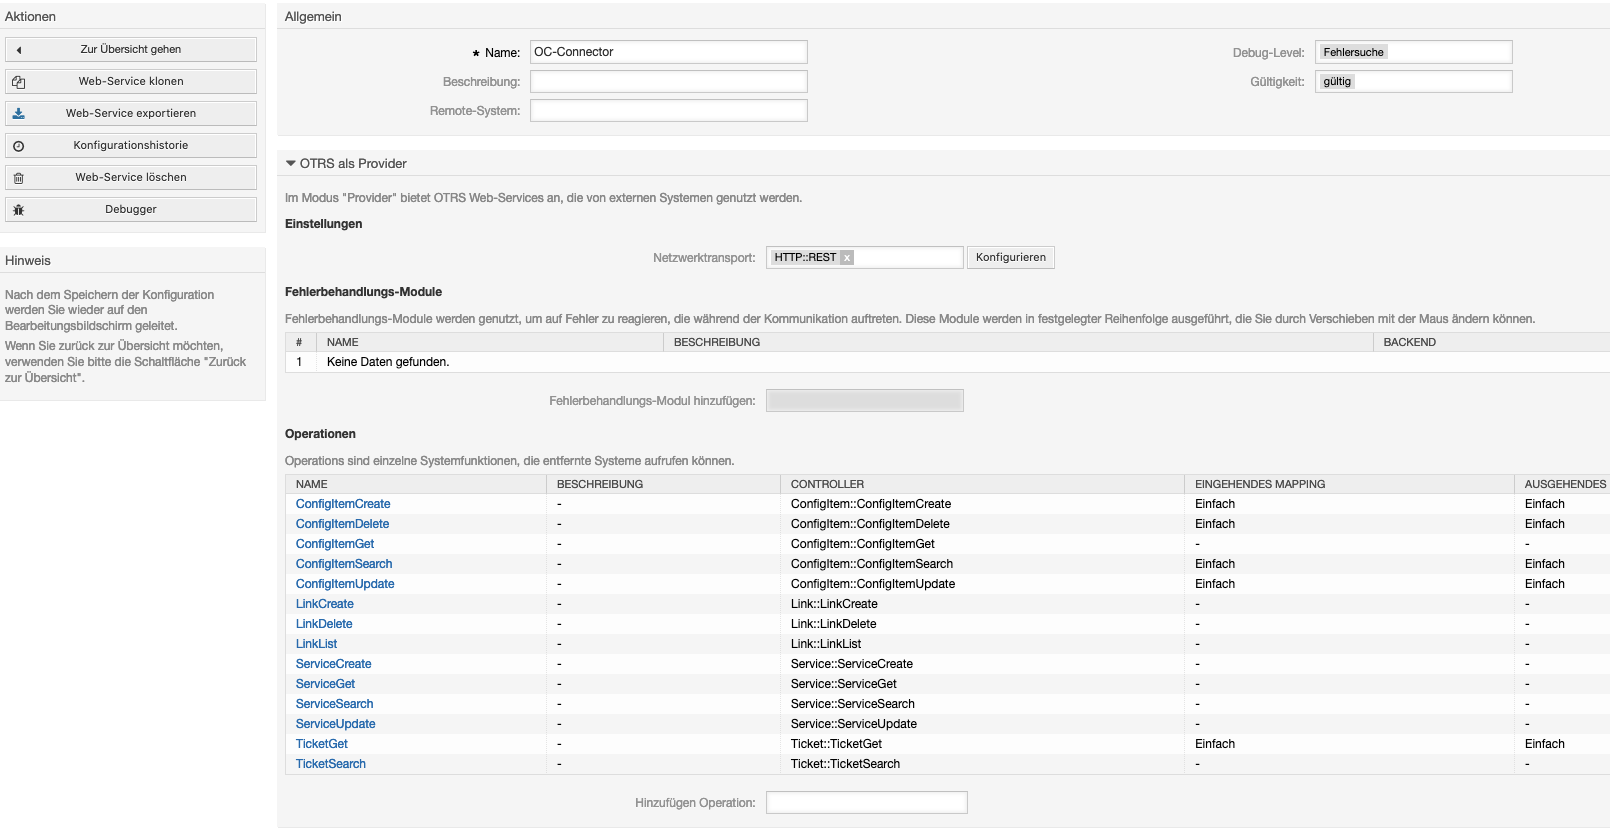 Aktionen
Zur Übersicht gehen
Web-Service klonen
Web-Service exportieren
Konfigurationshistorie
Web-Service löschen
Debugger
Hinweis
Nach dem Speichern der Konfiguration
werden Sie wieder auf den
Bearbeitungsbildschirm geleitet.
Wenn Sie zurück zur Übersicht möchten,
verwenden Sie bitte die Schaltfläche "Zurück
zur Übersicht".
Allgemein
* Name: OC-Connector
Beschreibung:
Remote-System:
Debug-Level: Fehlersuche
Gültigkeit: gültig
OTRS als Provider
Im Modus "Provider" bietet OTRS Web-Services an, die von externen Systemen genutzt werden.
Einstellungen
Netzwerktransport: HTTP::REST x Konfigurieren
Fehlerbehandlungs-Module
Fehlerbehandlungs-Module werden genutzt, um auf Fehler zu reagieren, die während der Kommunikation auftreten. Diese Module werden in festgelegter Reihenfolge ausgeführt, die Sie durch Verschieben mit der Maus ändern können.
# NAME BESCHREIBUNG BACKEND
1 Keine Daten gefunden.
Fehlerbehandlungs-Modul hinzufügen:
Operationen
Operations sind einzelne Systemfunktionen, die entfernte Systeme aufrufen können.
NAME BESCHREIBUNG CONTROLLER EINGEHENDES MAPPING AUSGEHENDES
ConfigItemCreate - ConfigItem::ConfigItemCreate Einfach Einfach
ConfigItemDelete - ConfigItem::ConfigItemDelete Einfach Einfach
ConfigItemGet - ConfigItem::ConfigItemGet - -
ConfigItemSearch - ConfigItem::ConfigItemSearch Einfach Einfach
ConfigItemUpdate - ConfigItem::ConfigItemUpdate Einfach Einfach
LinkCreate - Link::LinkCreate - -
LinkDelete - Link::LinkDelete - -
LinkList - Link::LinkList - -
ServiceCreate - Service::ServiceCreate - -
ServiceGet - Service::ServiceGet - -
ServiceSearch - Service::ServiceSearch - -
ServiceUpdate - Service::ServiceUpdate - -
TicketGet - Ticket::TicketGet Einfach Einfach
TicketSearch - Ticket::TicketSearch - -
Hinzufügen Operation: